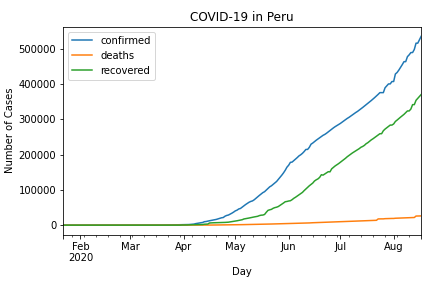 COVID-19 in Peru
confirmed
deaths
recovered
Number of Cases
500000
400000
300000
200000
100000
0
Feb Mar Apr May Jun Jul Aug
2020
Day